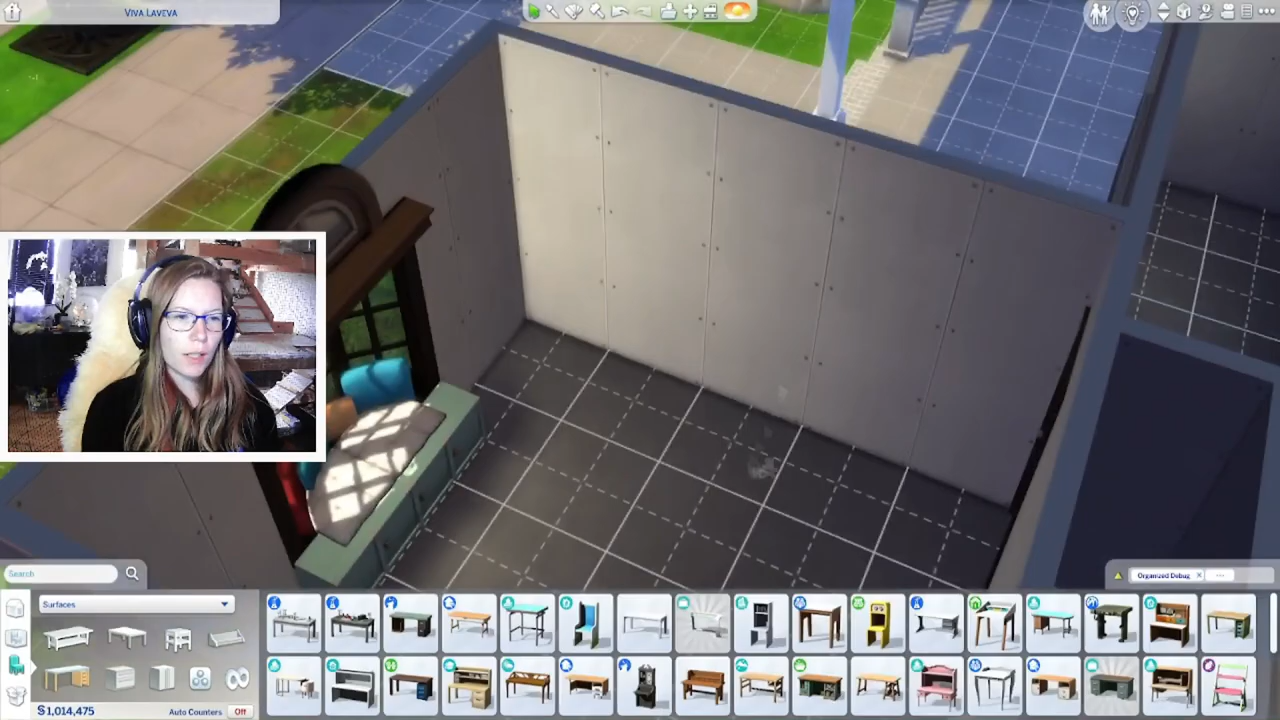 VIVA LAVEVA
Search
Organized Debug
Surfaces
$1,014,475
Auto Counters
Off